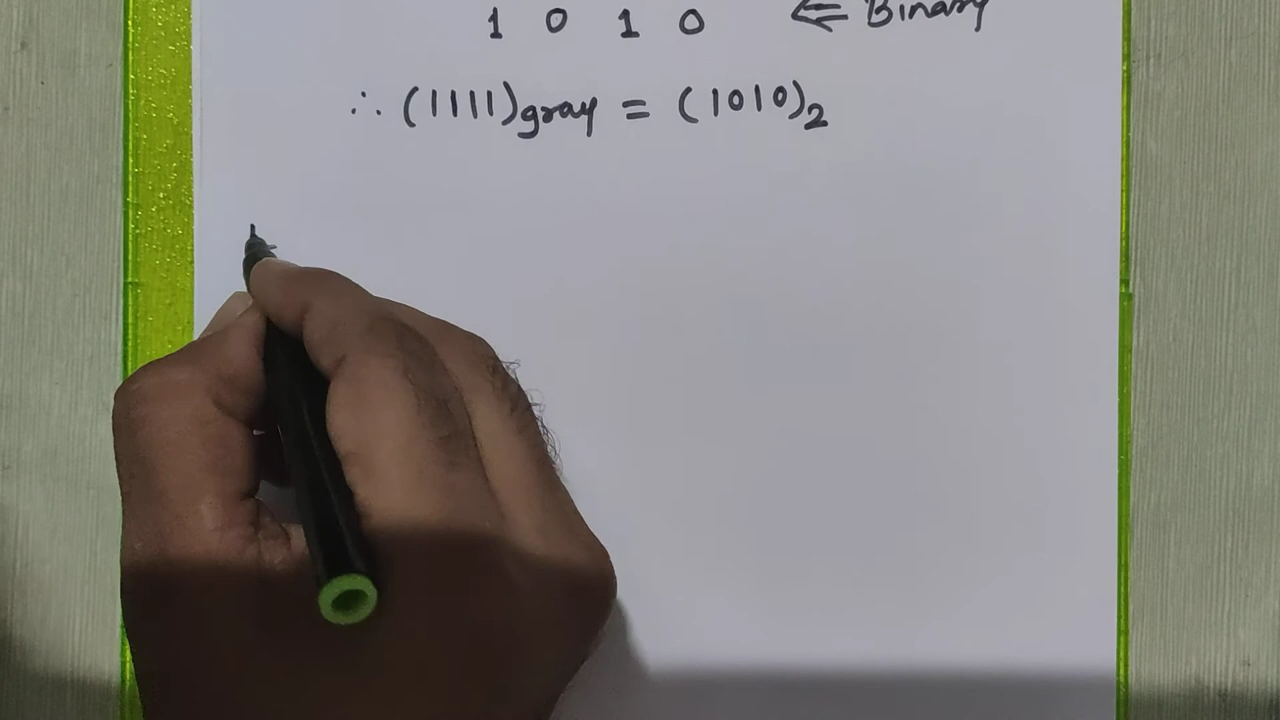 1 0 1 0 ⇐ Binary
∴ (1111)gray = (1010)₂